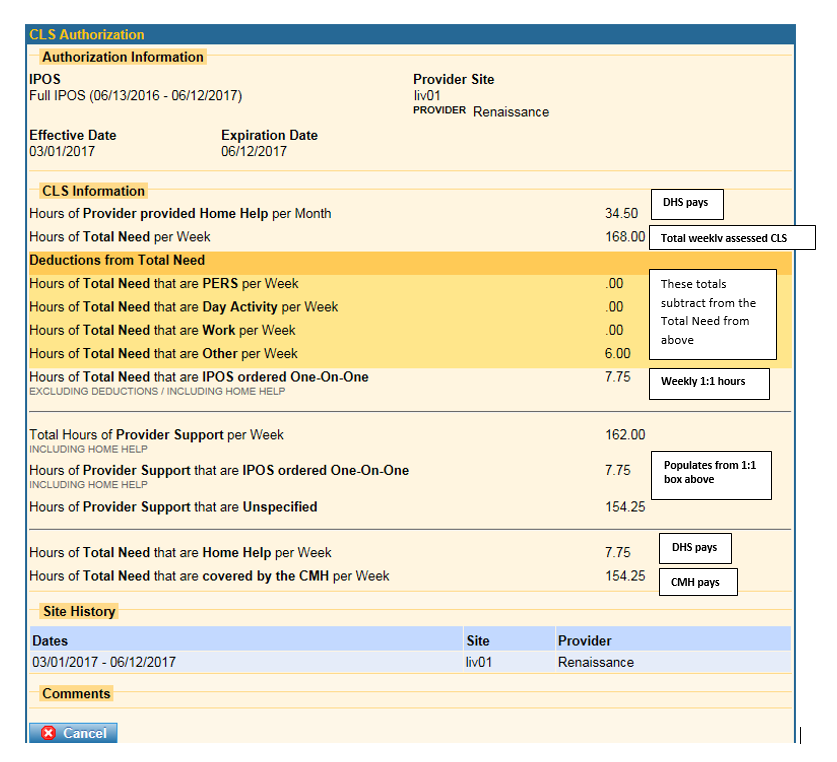 CLS Authorization
Authorization Information
IPOS
Full IPOS (06/13/2016 - 06/12/2017)
Provider Site
liv01
PROVIDER Renaissance
Effective Date
03/01/2017
Expiration Date
06/12/2017
CLS Information
Hours of Provider provided Home Help per Month 34.50 DHS pays
Hours of Total Need per Week 168.00 Total weekly assessed CLS
Deductions from Total Need
Hours of Total Need that are PERS per Week .00
Hours of Total Need that are Day Activity per Week .00
Hours of Total Need that are Work per Week .00
Hours of Total Need that are Other per Week 6.00
These totals
subtract from the
Total Need from
above
Hours of Total Need that are IPOS ordered One-On-One 7.75 Weekly 1:1 hours
EXCLUDING DEDUCTIONS / INCLUDING HOME HELP
Total Hours of Provider Support per Week 162.00
INCLUDING HOME HELP
Hours of Provider Support that are IPOS ordered One-On-One 7.75
INCLUDING HOME HELP
Populates from 1:1
box above
Hours of Provider Support that are Unspecified 154.25
Hours of Total Need that are Home Help per Week 7.75 DHS pays
Hours of Total Need that are covered by the CMH per Week 154.25 CMH pays
Site History
Dates Site Provider
03/01/2017 - 06/12/2017 liv01 Renaissance
Comments
Cancel